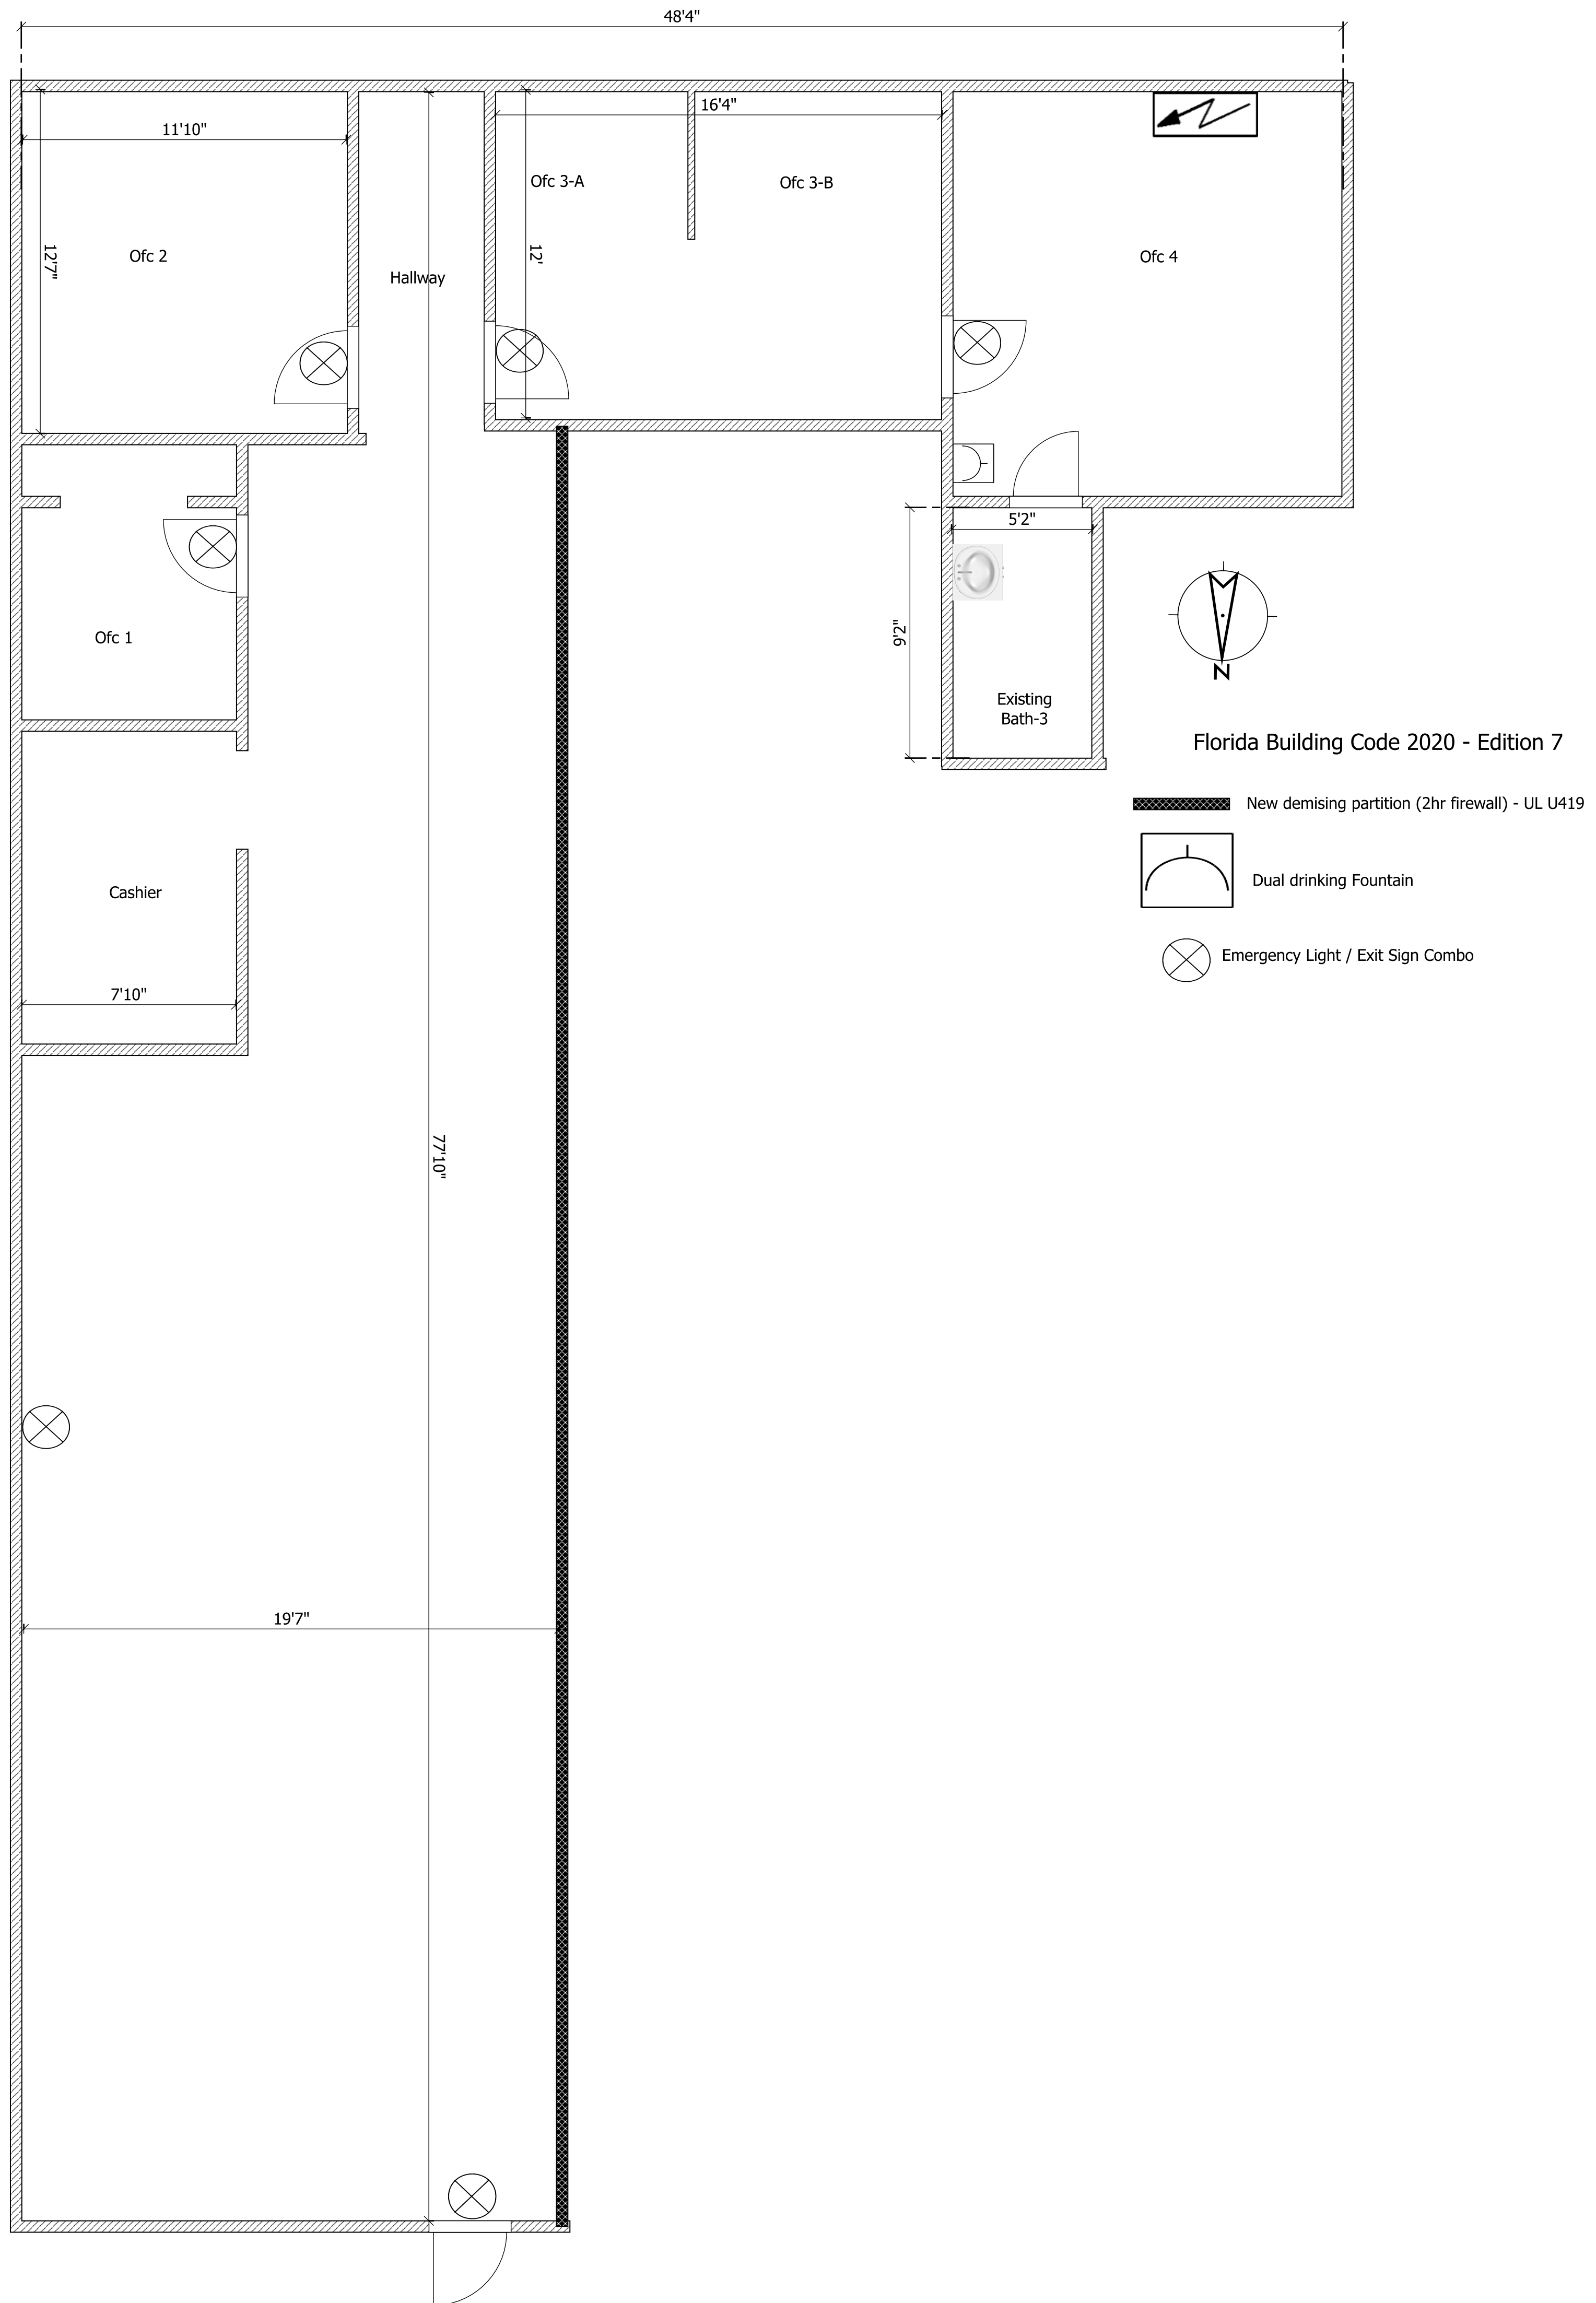 48'4"
16'4"
11'10"
Ofc 3-A
Ofc 3-B
12'7"
Ofc 2
12'
Ofc 4
Hallway
5'2"
9'2"
Ofc 1
N
Existing
Bath-3
Florida Building Code 2020 - Edition 7
New demising partition (2hr firewall) - UL U419
Dual drinking Fountain
Cashier
Emergency Light / Exit Sign Combo
7'10"
77'10"
19'7"